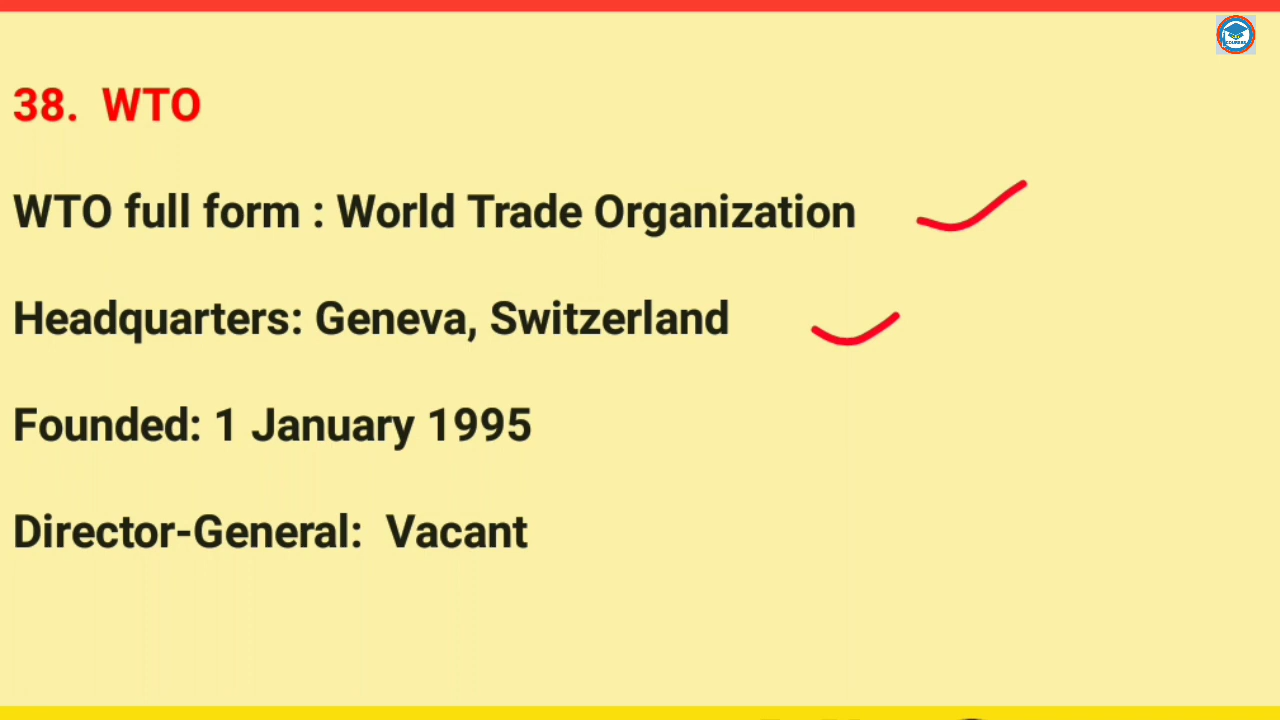 38. WTO
WTO full form : World Trade Organization
Headquarters: Geneva, Switzerland
Founded: 1 January 1995
Director-General: Vacant